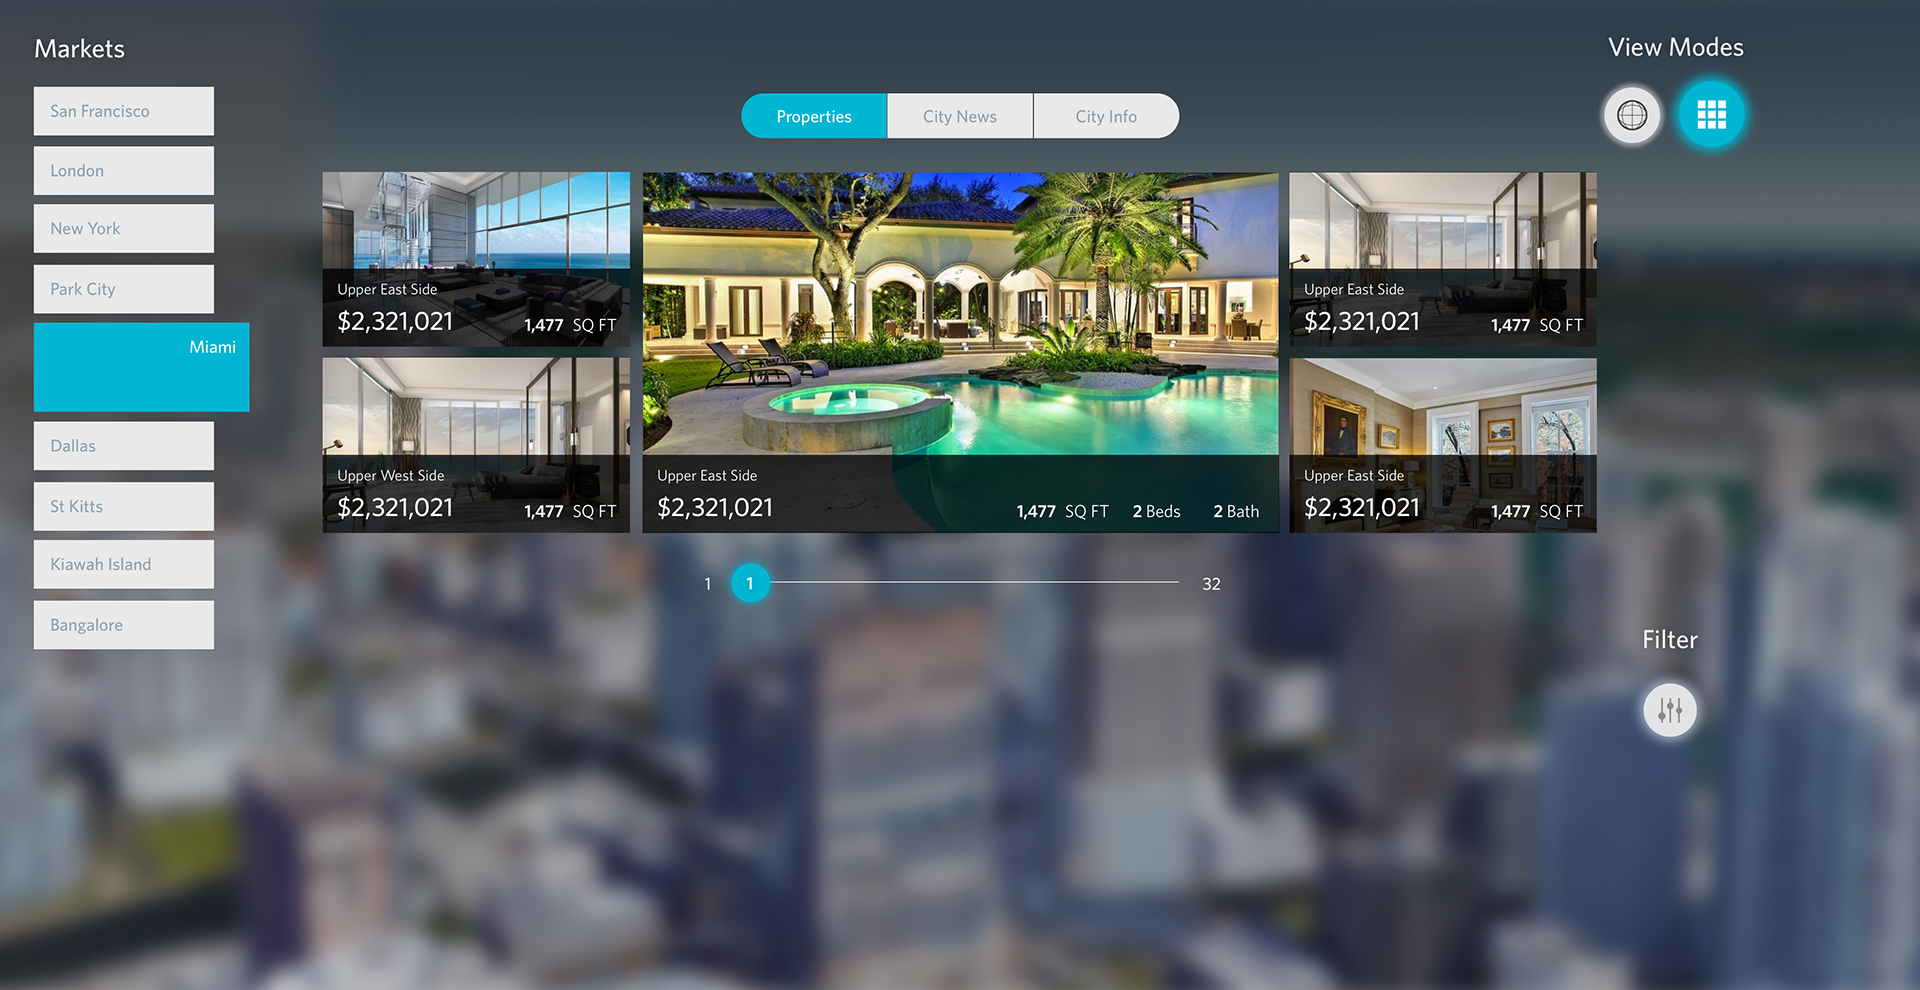 Markets
San Francisco
London
New York
Park City
Miami
Dallas
St Kitts
Kiawah Island
Bangalore
Properties
City News
City Info
View Modes
Upper East Side
$2,321,021
1,477 SQ FT
Upper West Side
$2,321,021
1,477 SQ FT
Upper East Side
$2,321,021
1,477 SQ FT 2 Beds 2 Bath
Upper East Side
$2,321,021
1,477 SQ FT
Upper East Side
$2,321,021
1,477 SQ FT
1 1 32
Filter